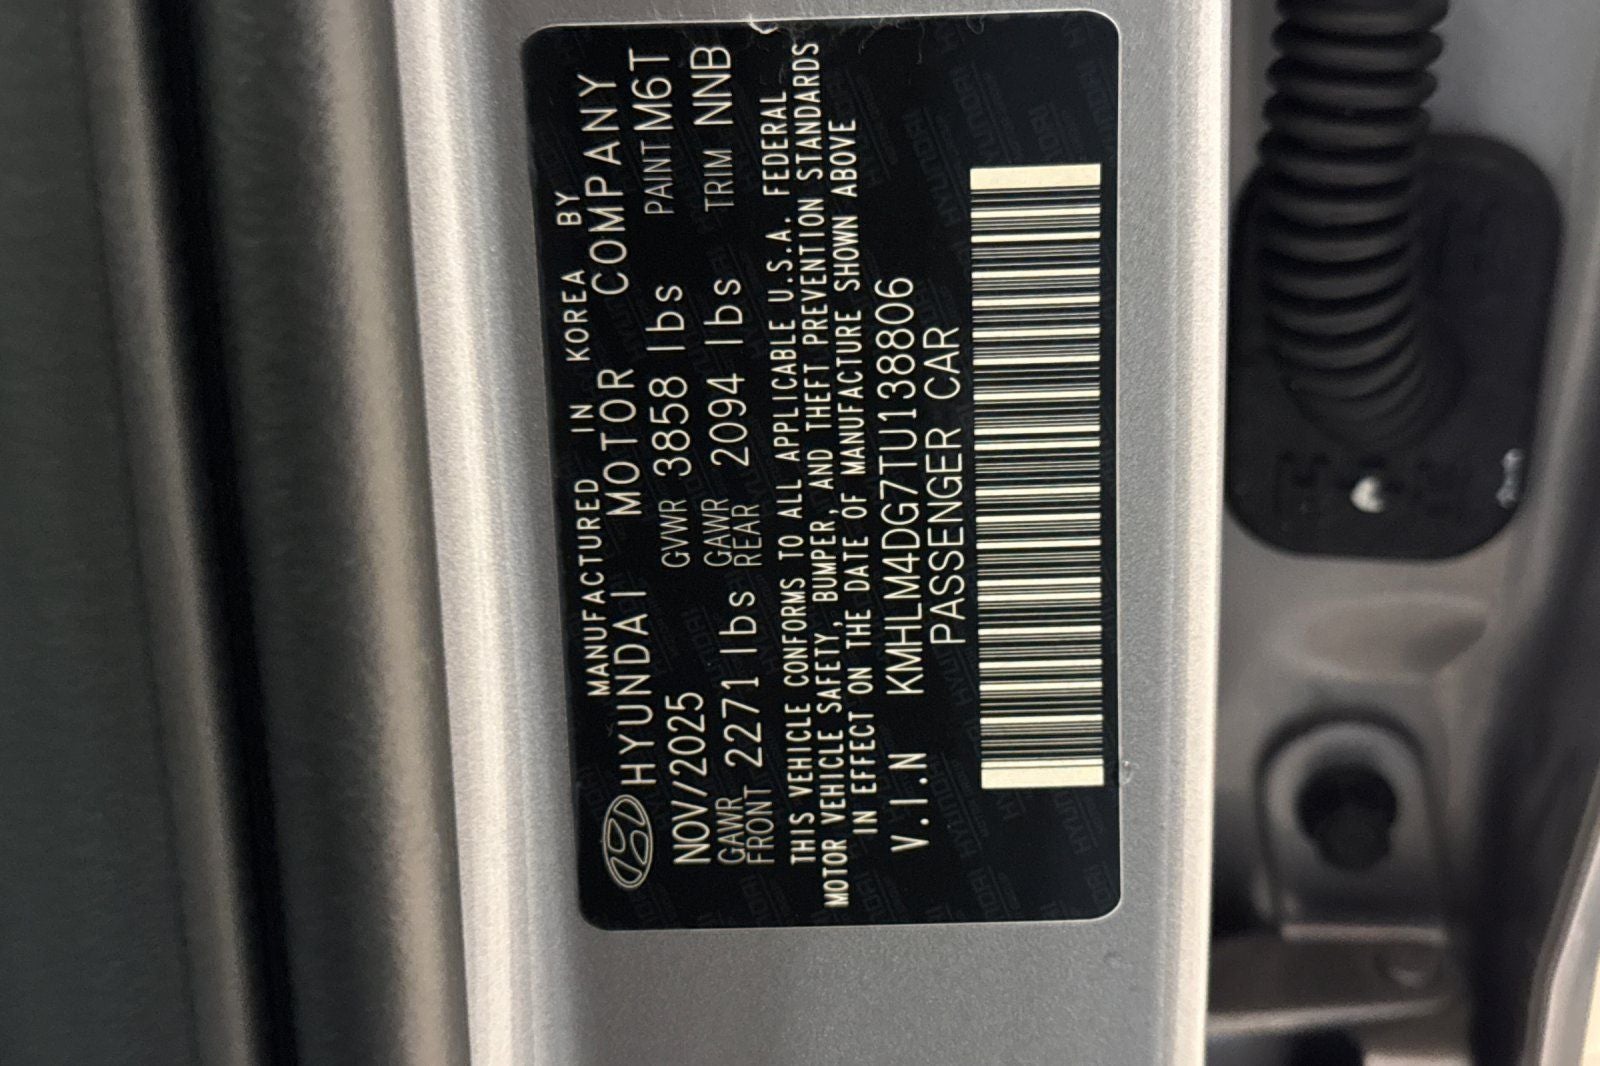 MANUFACTURED IN KOREA BY
HYUNDAI MOTOR COMPANY
NOV/2025 GVWR 3858 lbs PAINT M6T
GAWR FRONT 2271 lbs GAWR REAR 2094 lbs TRIM NNB
THIS VEHICLE CONFORMS TO ALL APPLICABLE U.S.A. FEDERAL
MOTOR VEHICLE SAFETY, BUMPER, AND THEFT PREVENTION STANDARDS
IN EFFECT ON THE DATE OF MANUFACTURE SHOWN ABOVE
V.I.N KMHLM4DG7TU138806
PASSENGER CAR